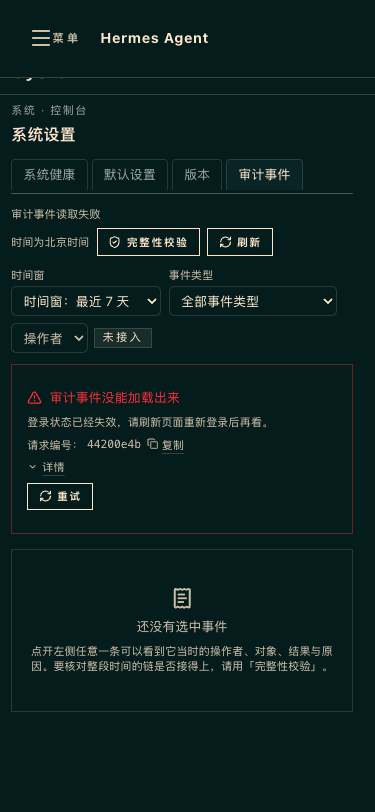 菜单
Hermes Agent
系统 · 控制台
系统设置
系统健康
默认设置
版本
审计事件
审计事件读取失败
时间为北京时间
完整性校验
刷新
时间窗
事件类型
时间窗：最近 7 天
全部事件类型
操作者
未接入
审计事件没能加载出来
登录状态已经失效，请刷新页面重新登录后再看。
请求编号： 44200e4b 复制
详情
重试
还没有选中事件
点开左侧任意一条可以看到它当时的操作者、对象、结果与原
因。要核对整段时间的链是否接得上，请用「完整性校验」。